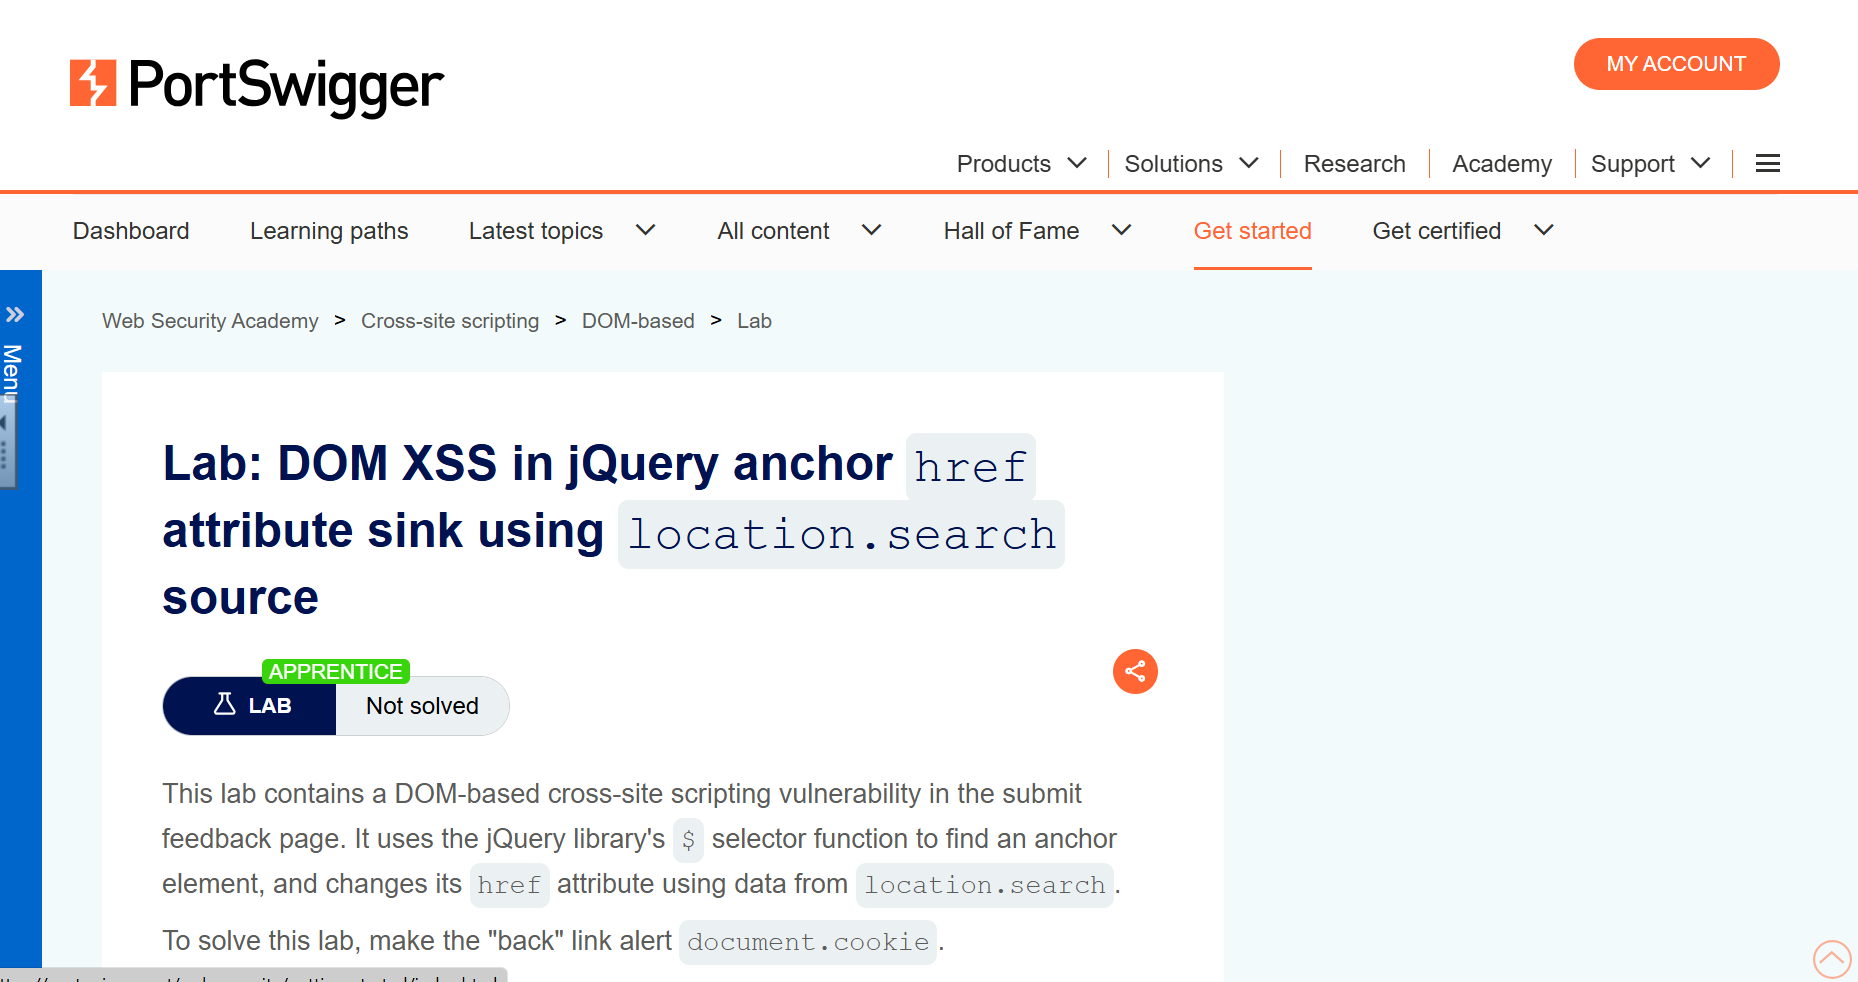 PortSwigger
MY ACCOUNT
Products
Solutions
Research
Academy
Support
Dashboard
Learning paths
Latest topics
All content
Hall of Fame
Get started
Get certified
Menu
Web Security Academy > Cross-site scripting > DOM-based > Lab
Lab: DOM XSS in jQuery anchor href
attribute sink using location.search
source
APPRENTICE
LAB
Not solved
This lab contains a DOM-based cross-site scripting vulnerability in the submit
feedback page. It uses the jQuery library's $ selector function to find an anchor
element, and changes its href attribute using data from location.search.
To solve this lab, make the "back" link alert document.cookie.